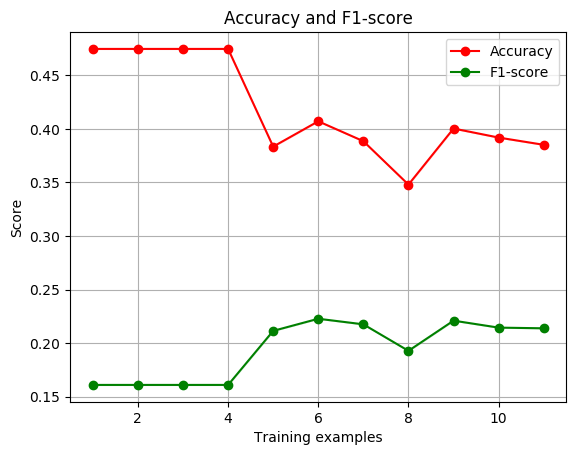 Accuracy and F1-score
Accuracy
F1-score
0.45
0.40
0.35
0.30
0.25
0.20
0.15
Score
2 4 6 8 10
Training examples